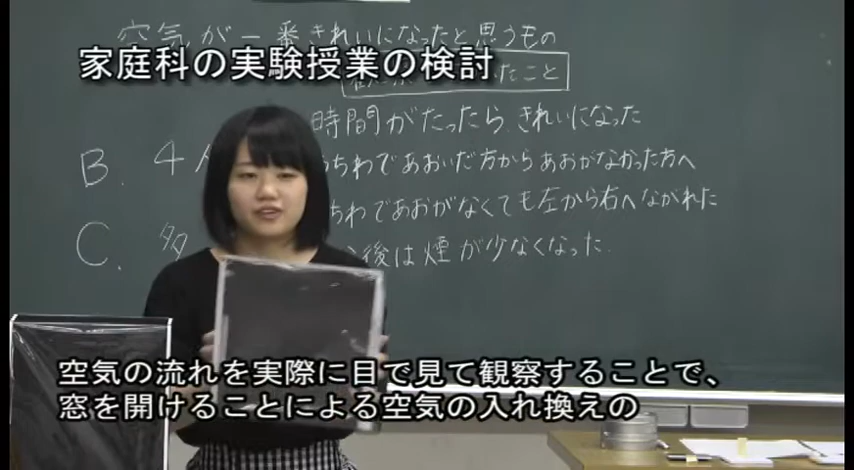 空気が一番きれいになったと思うもの
家庭科の実験授業の検討
たこと
時間がたったら、きれいになった
B. 4人 ちわであおいだ方からあおがなかった方へ
ちわであおがなくても左から右へながれた
C. 多 後は煙が少なくなった
空気の流れを実際に目で見て観察することで、
窓を開けることによる空気の入れ換えの